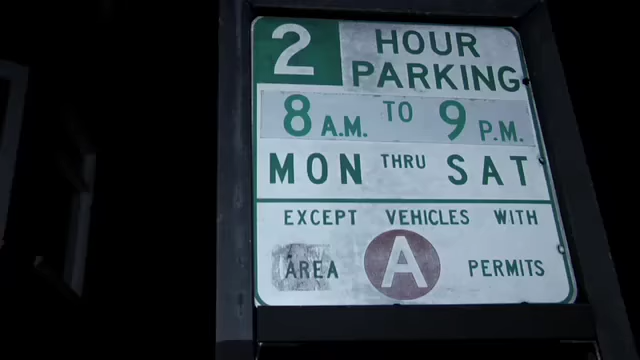 2 HOUR
PARKING
8 A.M. TO 9 P.M.
MON THRU SAT
EXCEPT VEHICLES WITH
AREA A PERMITS